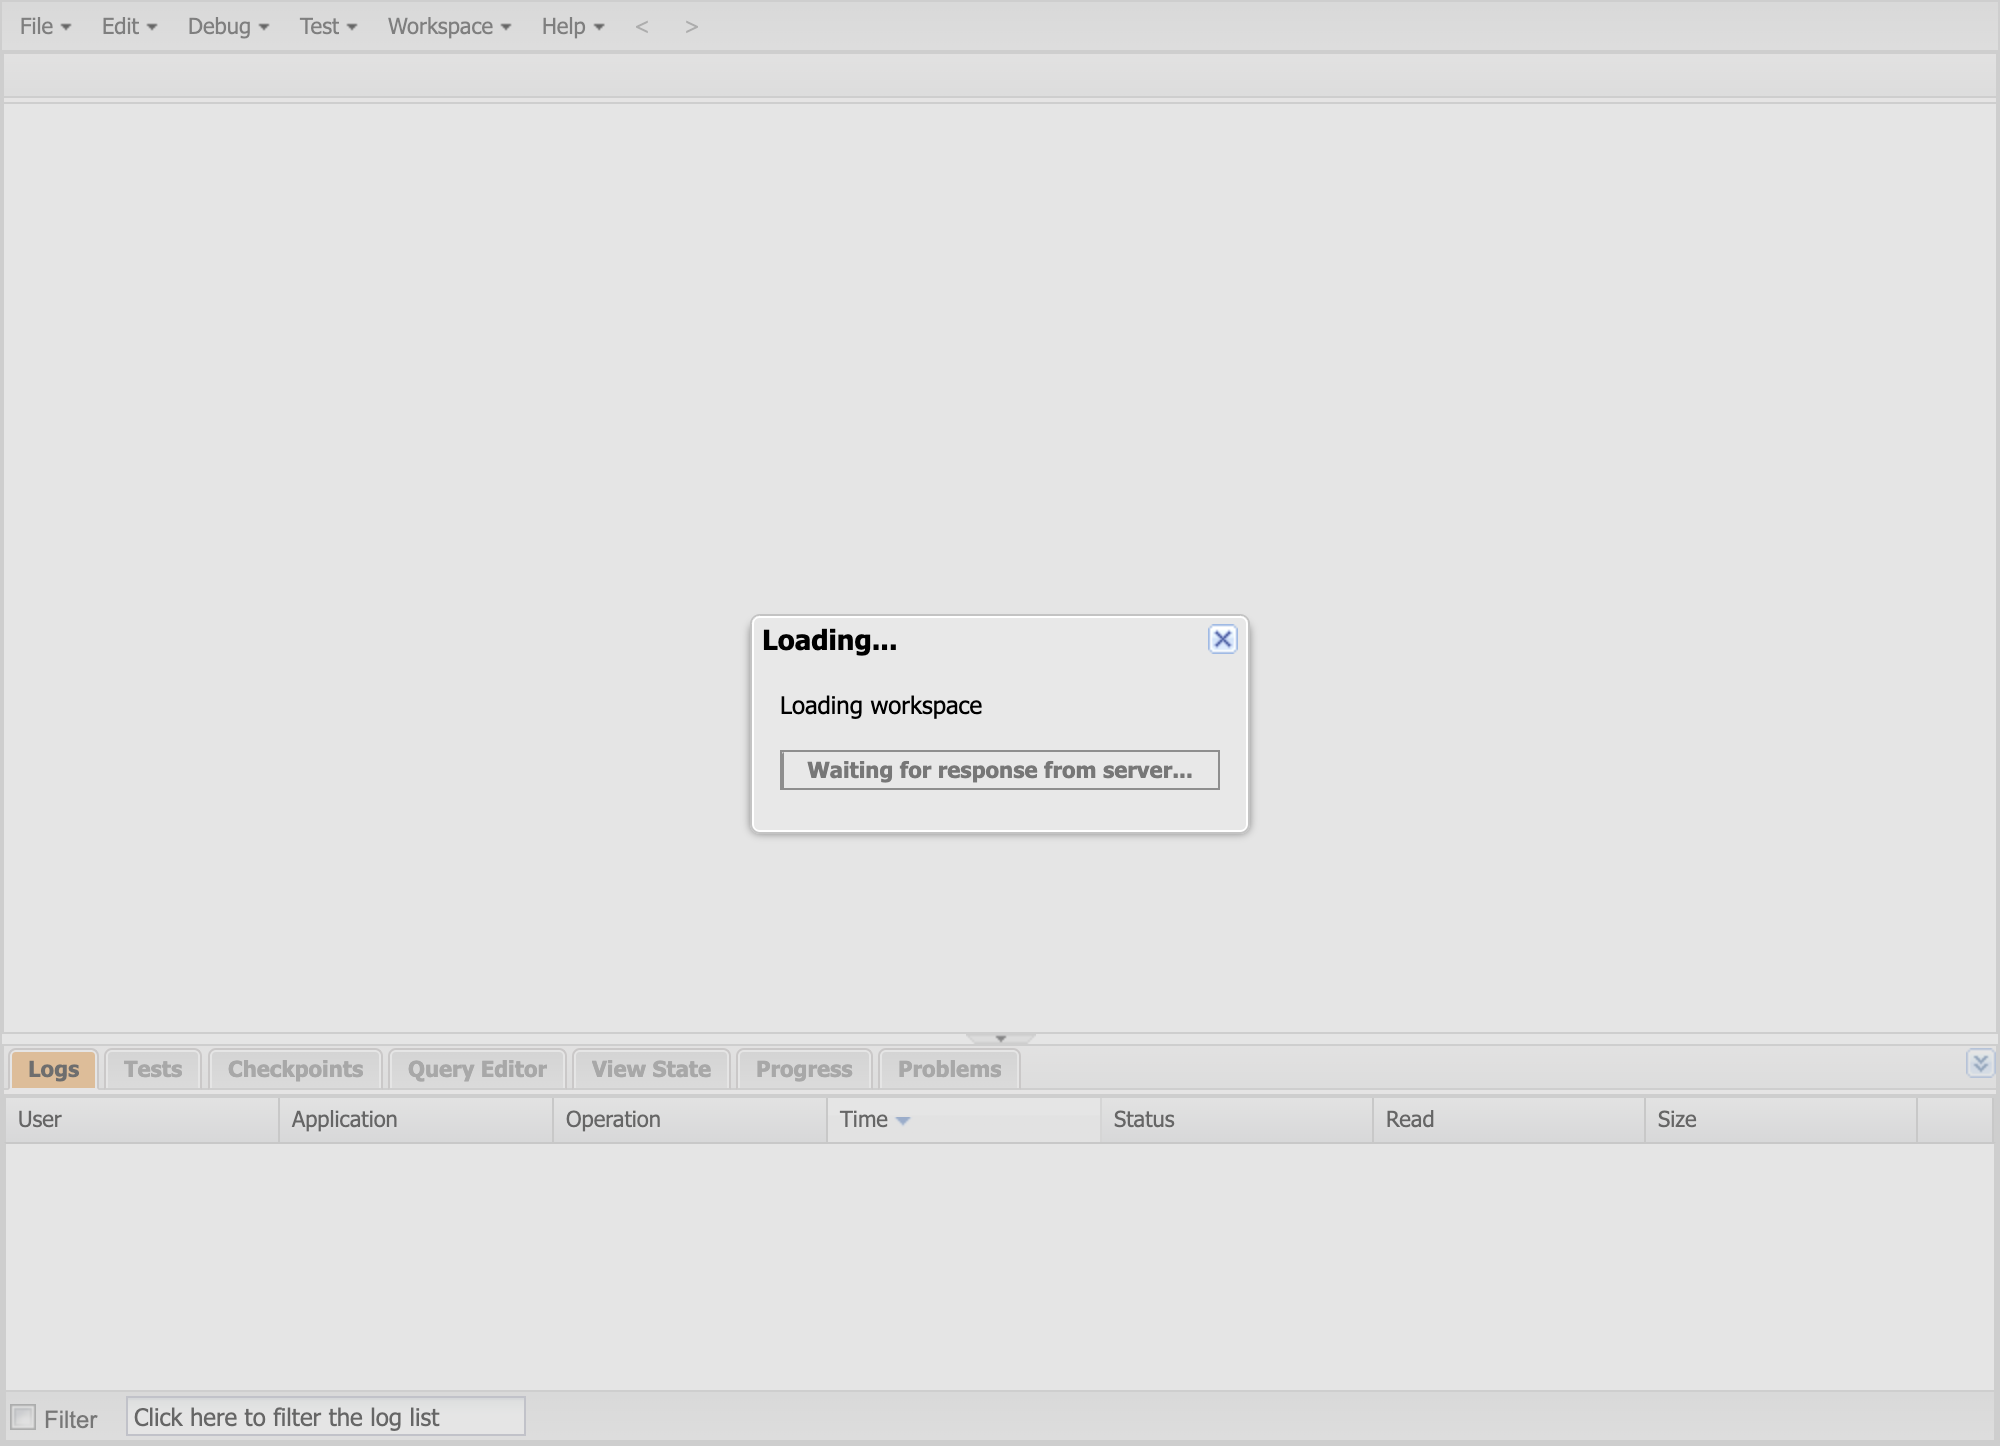 File Edit Debug Test Workspace Help < >
Loading...
Loading workspace
Waiting for response from server...
Logs Tests Checkpoints Query Editor View State Progress Problems
User Application Operation Time Status Read Size
Filter Click here to filter the log list